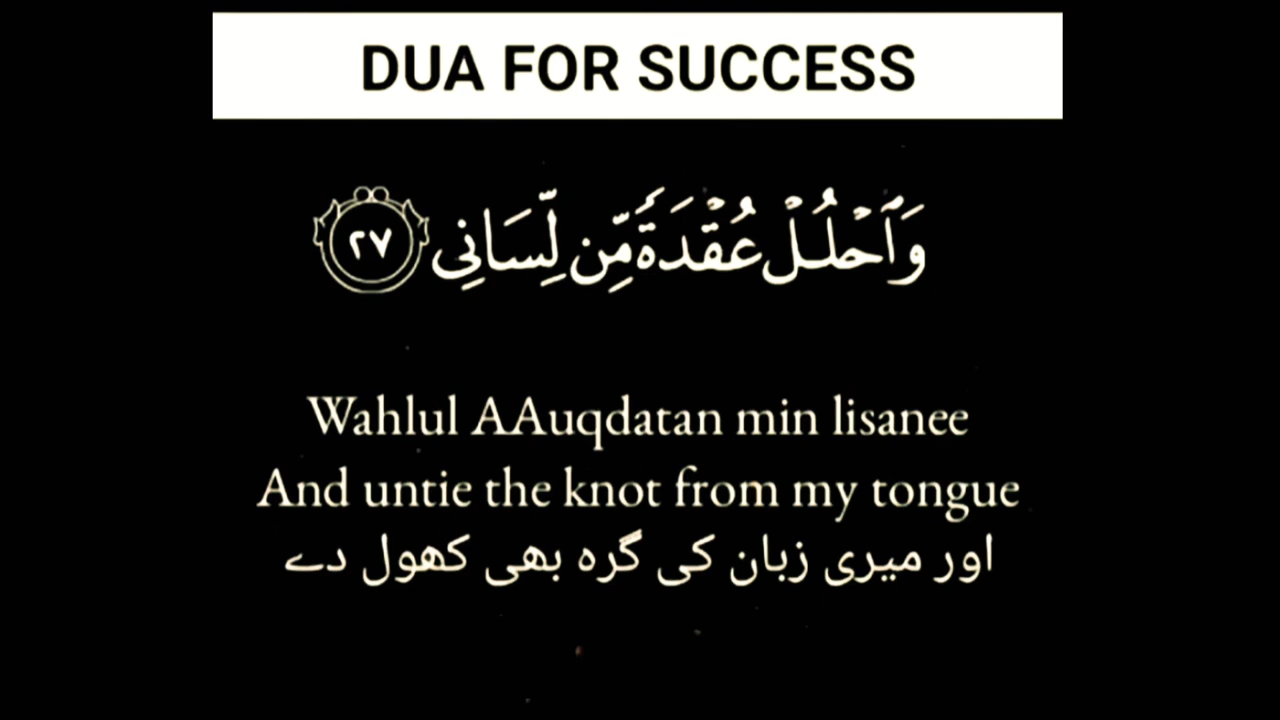 DUA FOR SUCCESS
وَٱحْلُلْ عُقْدَةً مِّن لِّسَانِى ٢٧
Wahlul AAuqdatan min lisanee
And untie the knot from my tongue
اور میری زبان کی گرہ بھی کھول دے